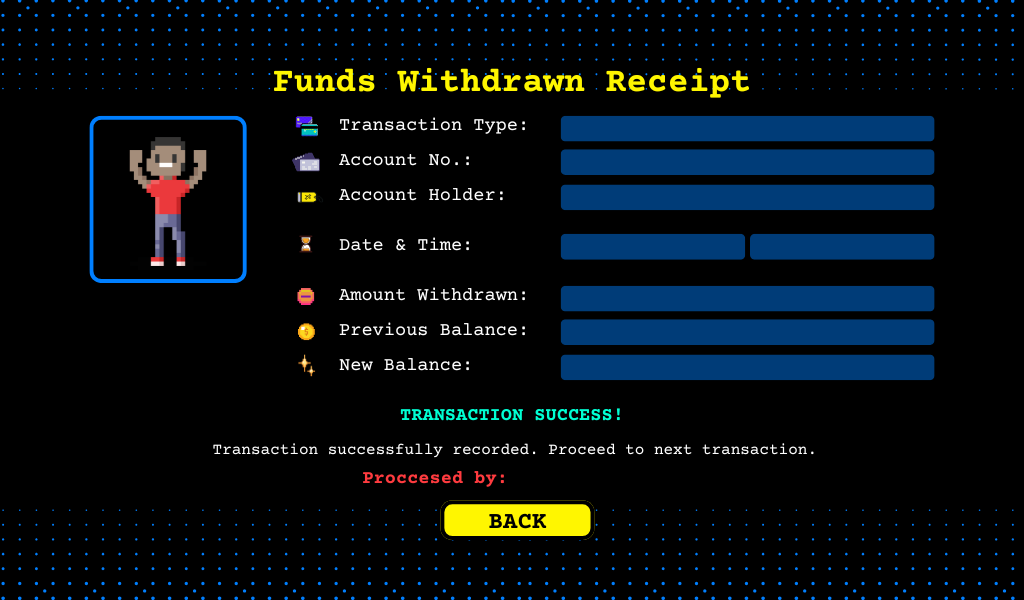 Funds Withdrawn Receipt
Transaction Type:
Account No.:
Account Holder:
Date & Time:
Amount Withdrawn:
Previous Balance:
New Balance:
TRANSACTION SUCCESS!
Transaction successfully recorded. Proceed to next transaction.
Proccesed by:
BACK